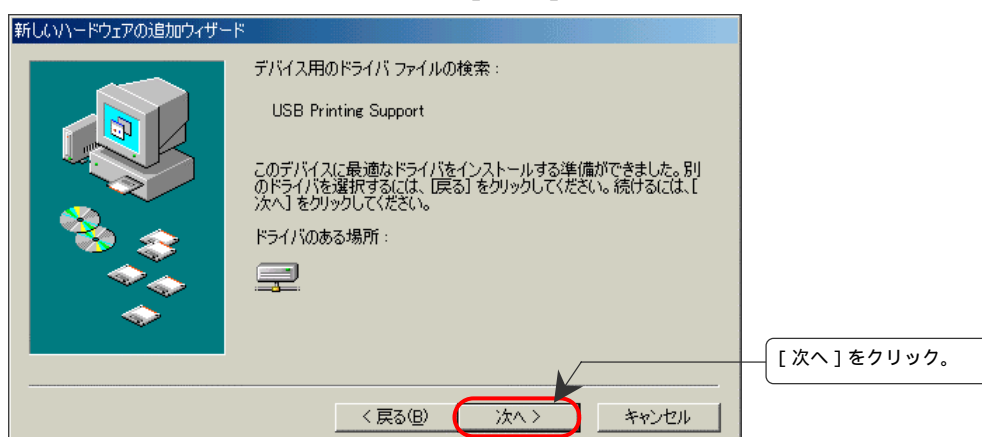 新しいハードウェアの追加ウィザード
デバイス用のドライバ ファイルの検索 :
USB Printing Support
このデバイスに最適なドライバをインストールする準備ができました。別
のドライバを選択するには、[戻る] をクリックしてください。続けるには、[
次へ] をクリックしてください。
ドライバのある場所 :
[ 次へ ] をクリック。
< 戻る(B)
次へ >
キャンセル